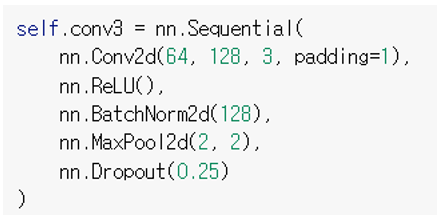 self.conv3 = nn.Sequential(
    nn.Conv2d(64, 128, 3, padding=1),
    nn.ReLU(),
    nn.BatchNorm2d(128),
    nn.MaxPool2d(2, 2),
    nn.Dropout(0.25)
)